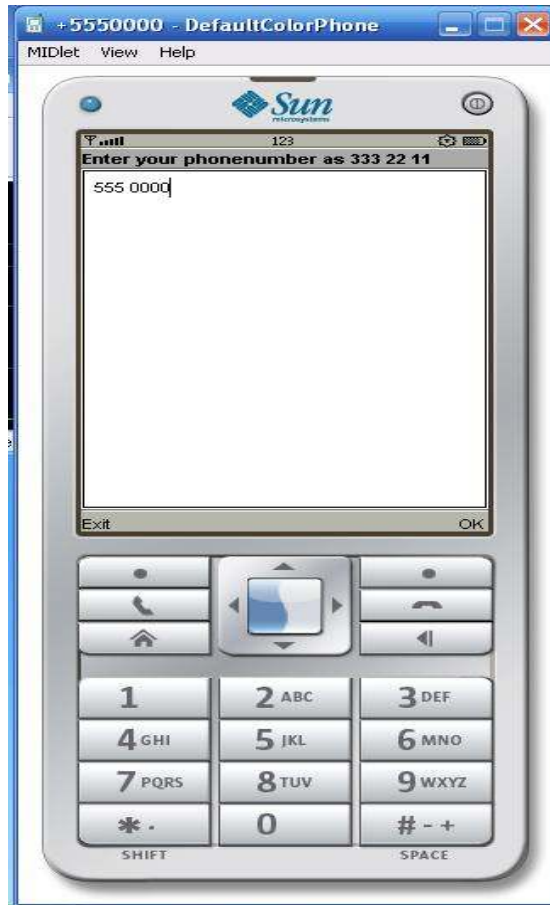 +5550000 - DefaultColorPhone
MIDlet View Help
Sun
microsystems
123
Enter your phonenumber as 333 22 11
555 0000
Exit OK
1 2 ABC 3 DEF
4 GHI 5 JKL 6 MNO
7 PQRS 8 TUV 9 WXYZ
* . 0 # - +
SHIFT SPACE